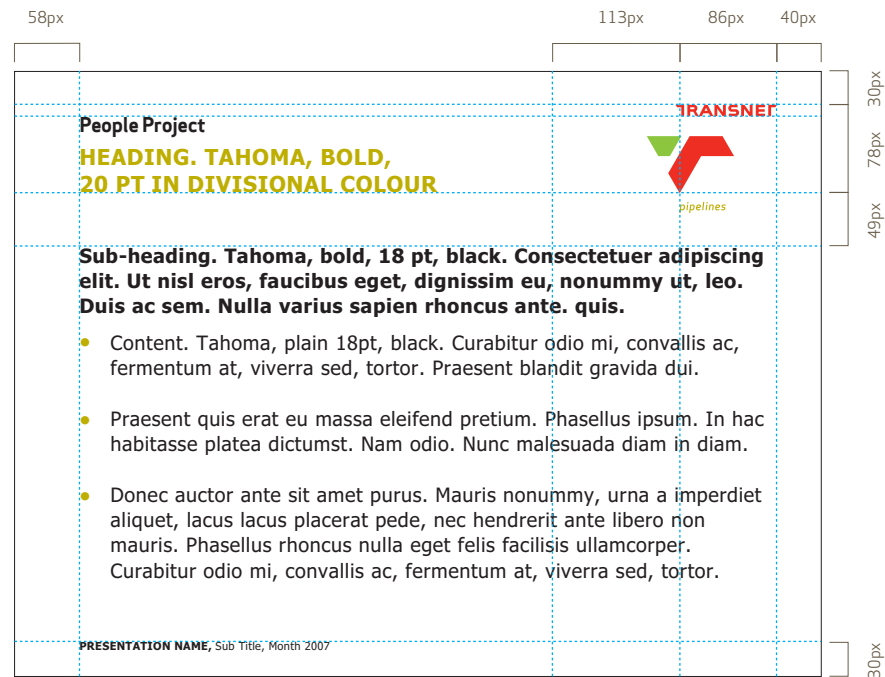 58px
113px
86px
40px
30px
TRANSNET
People Project
78px
HEADING. TAHOMA, BOLD,
20 PT IN DIVISIONAL COLOUR
pipelines
49px
Sub-heading. Tahoma, bold, 18 pt, black. Consectetuer adipiscing
elit. Ut nisl eros, faucibus eget, dignissim eu, nonummy ut, leo.
Duis ac sem. Nulla varius sapien rhoncus ante. quis.
• Content. Tahoma, plain 18pt, black. Curabitur odio mi, convallis ac,
fermentum at, viverra sed, tortor. Praesent blandit gravida dui.
• Praesent quis erat eu massa eleifend pretium. Phasellus ipsum. In hac
habitasse platea dictumst. Nam odio. Nunc malesuada diam in diam.
• Donec auctor ante sit amet purus. Mauris nonummy, urna a imperdiet
aliquet, lacus lacus placerat pede, nec hendrerit ante libero non
mauris. Phasellus rhoncus nulla eget felis facilisis ullamcorper.
Curabitur odio mi, convallis ac, fermentum at, viverra sed, tortor.
PRESENTATION NAME, Sub Title, Month 2007
30px